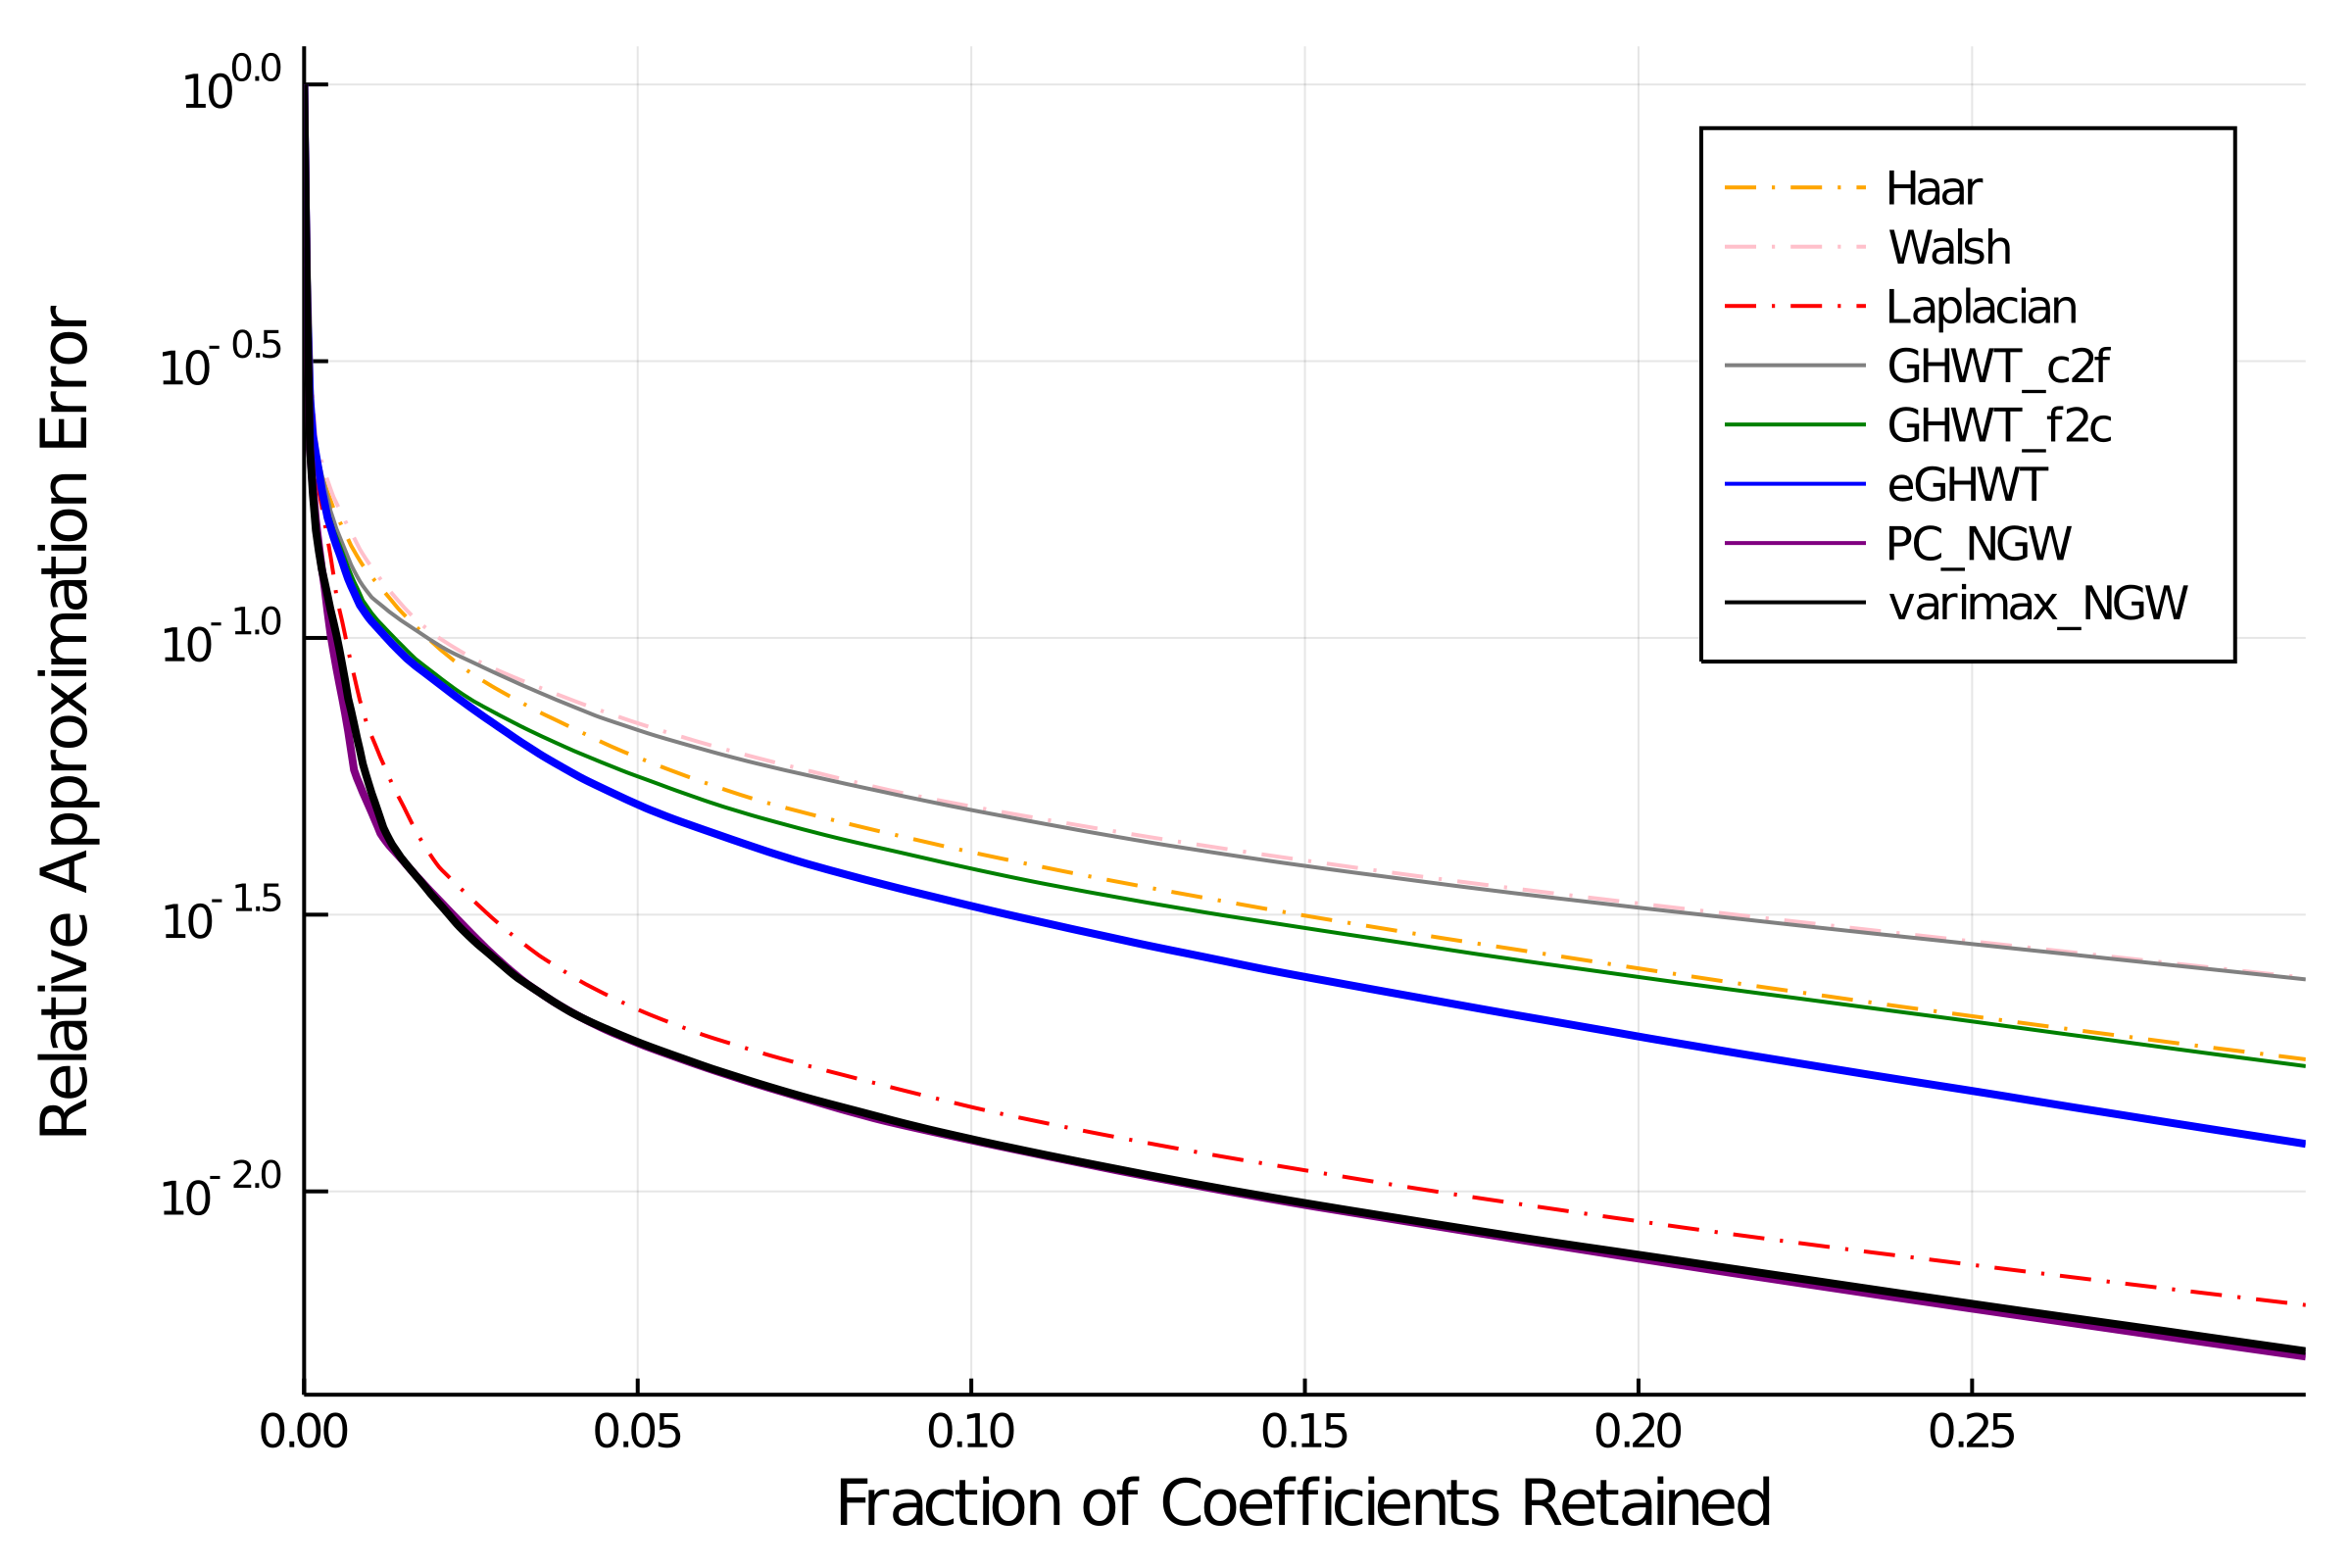 Relative Approximation Error
10^0.0
10^- 0.5
10^- 1.0
10^- 1.5
10^- 2.0
Haar
Walsh
Laplacian
GHWT_c2f
GHWT_f2c
eGHWT
PC_NGW
varimax_NGW
0.00 0.05 0.10 0.15 0.20 0.25
Fraction of Coefficients Retained